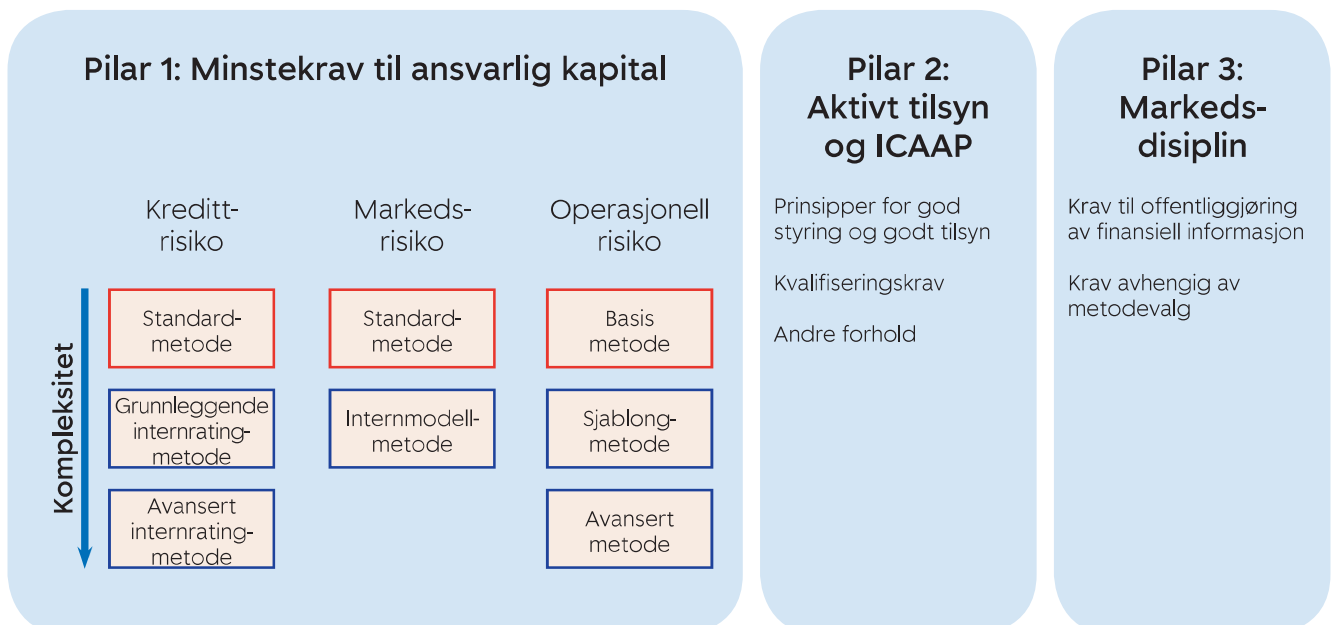 Pilar 1: Minstekrav til ansvarlig kapital
Kreditt-
risiko
Markeds-
risiko
Operasjonell
risiko
Kompleksitet
Standard-
metode
Standard-
metode
Basis
metode
Grunnleggende
internrating-
metode
Internmodell-
metode
Sjablong-
metode
Avansert
internrating-
metode
Avansert
metode
Pilar 2:
Aktivt tilsyn
og ICAAP
Prinsipper for god
styring og godt tilsyn
Kvalifiseringskrav
Andre forhold
Pilar 3:
Markeds-
disiplin
Krav til offentliggjøring
av finansiell informasjon
Krav avhengig av
metodevalg